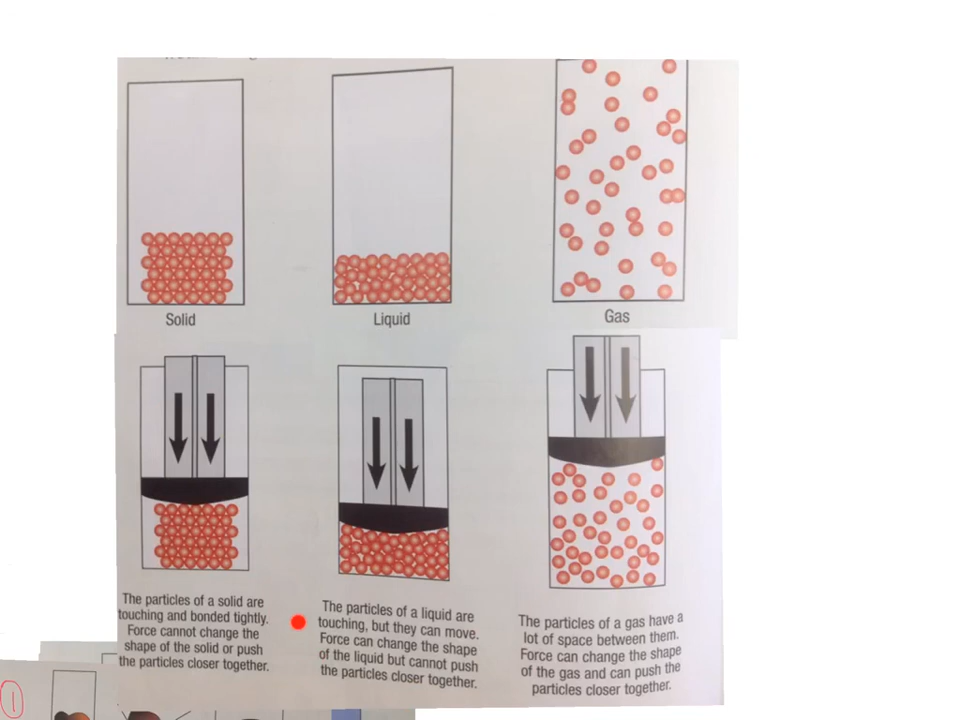 Solid
Liquid
Gas
The particles of a solid are
touching and bonded tightly.
Force cannot change the
shape of the solid or push
the particles closer together.
The particles of a liquid are
touching, but they can move.
Force can change the shape
of the liquid but cannot push
the particles closer together.
The particles of a gas have a
lot of space between them.
Force can change the shape
of the gas and can push the
particles closer together.
1